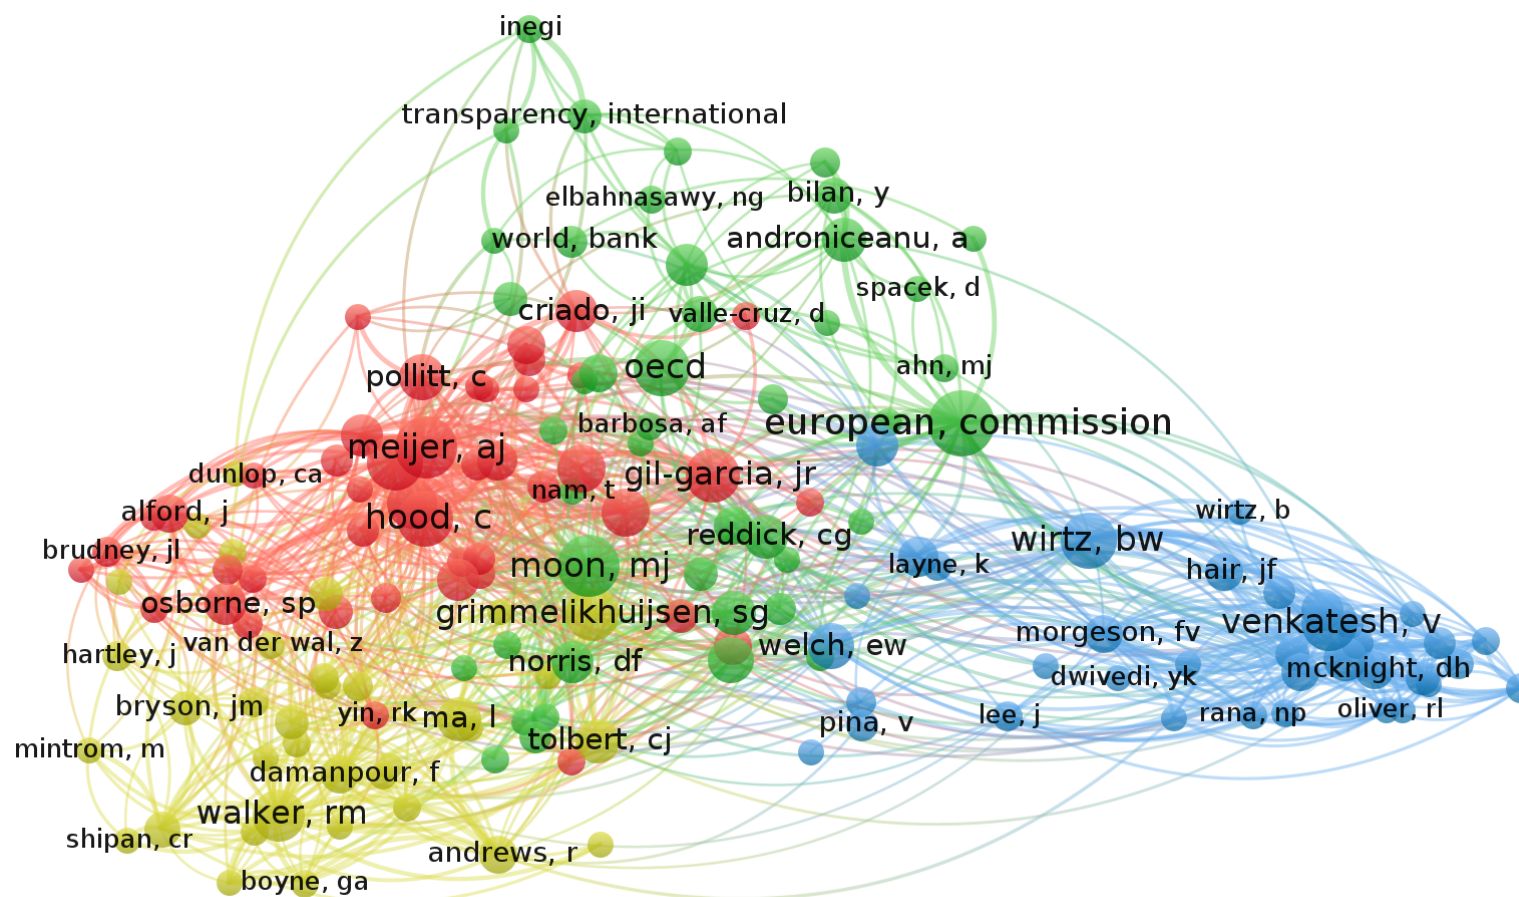 inegi
transparency, international
elbahnasawy, ng
bilan, y
world, bank
androniceanu, a
spacek, d
criado, ji
valle-cruz, d
pollitt, c
oecd
ahn, mj
barbosa, af
european, commission
meijer, aj
dunlop, ca
gil-garcia, jr
nam, t
alford, j
hood, c
wirtz, b
reddick, cg
wirtz, bw
brudney, jl
moon, mj
layne, k
hair, jf
osborne, sp
grimmelikhuijsen, sg
venkatesh, v
morgeson, fv
van der wal, z
welch, ew
hartley, j
norris, df
mcknight, dh
dwivedi, yk
bryson, jm
yin, rk
ma, l
pina, v
lee, j
rana, np
oliver, rl
tolbert, cj
mintrom, m
damanpour, f
walker, rm
shipan, cr
andrews, r
boyne, ga